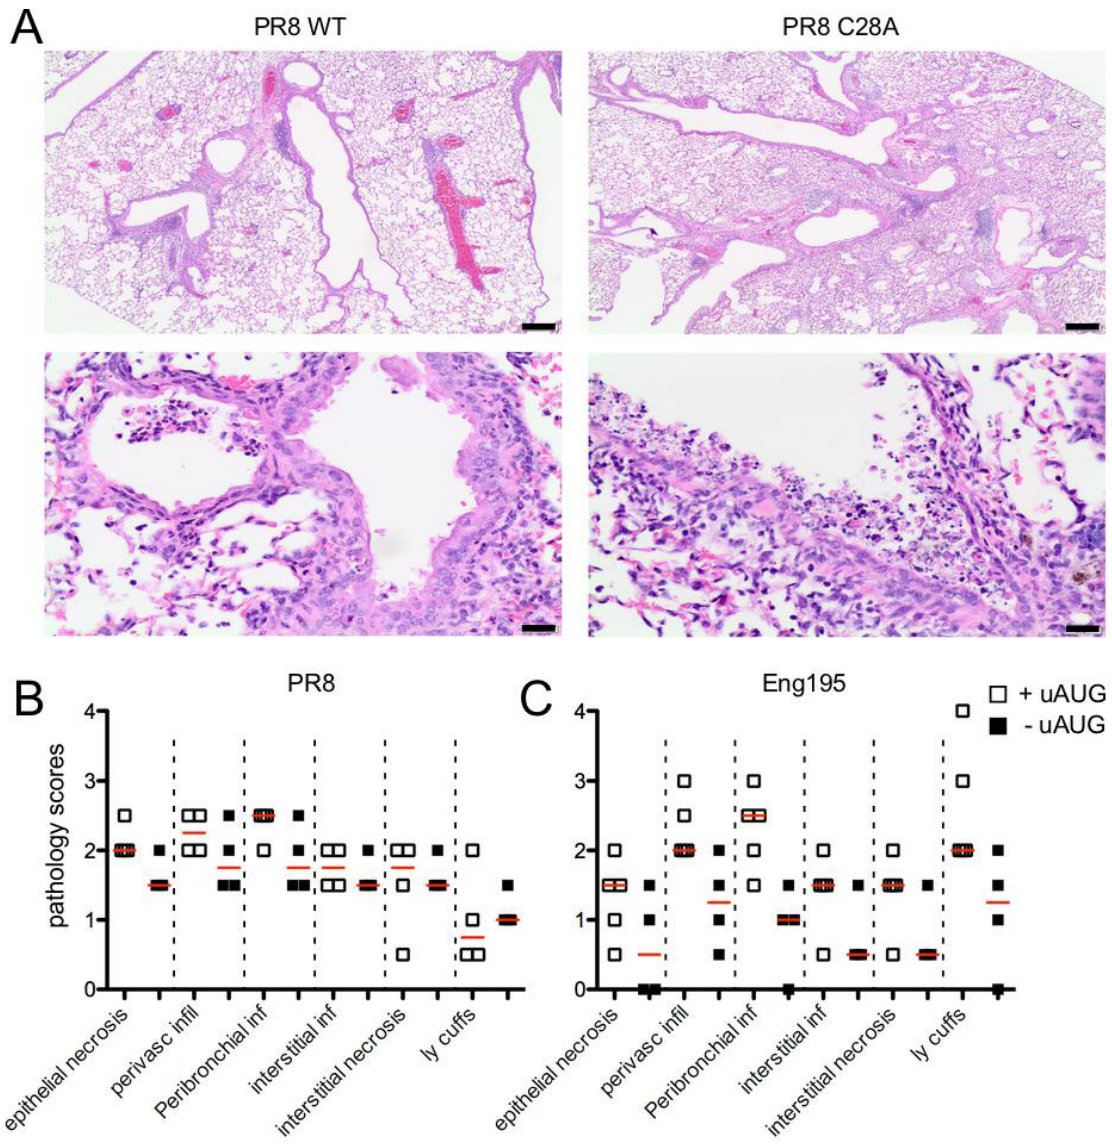 A
PR8 WT
PR8 C28A
B
PR8
C
Eng195
+ uAUG
- uAUG
pathology scores
4
3
2
1
0
epithelial necrosis
perivasc infil
Peribronchial inf
interstitial inf
interstitial necrosis
ly cuffs
4
3
2
1
0
epithelial necrosis
perivasc infil
Peribronchial inf
interstitial inf
interstitial necrosis
ly cuffs